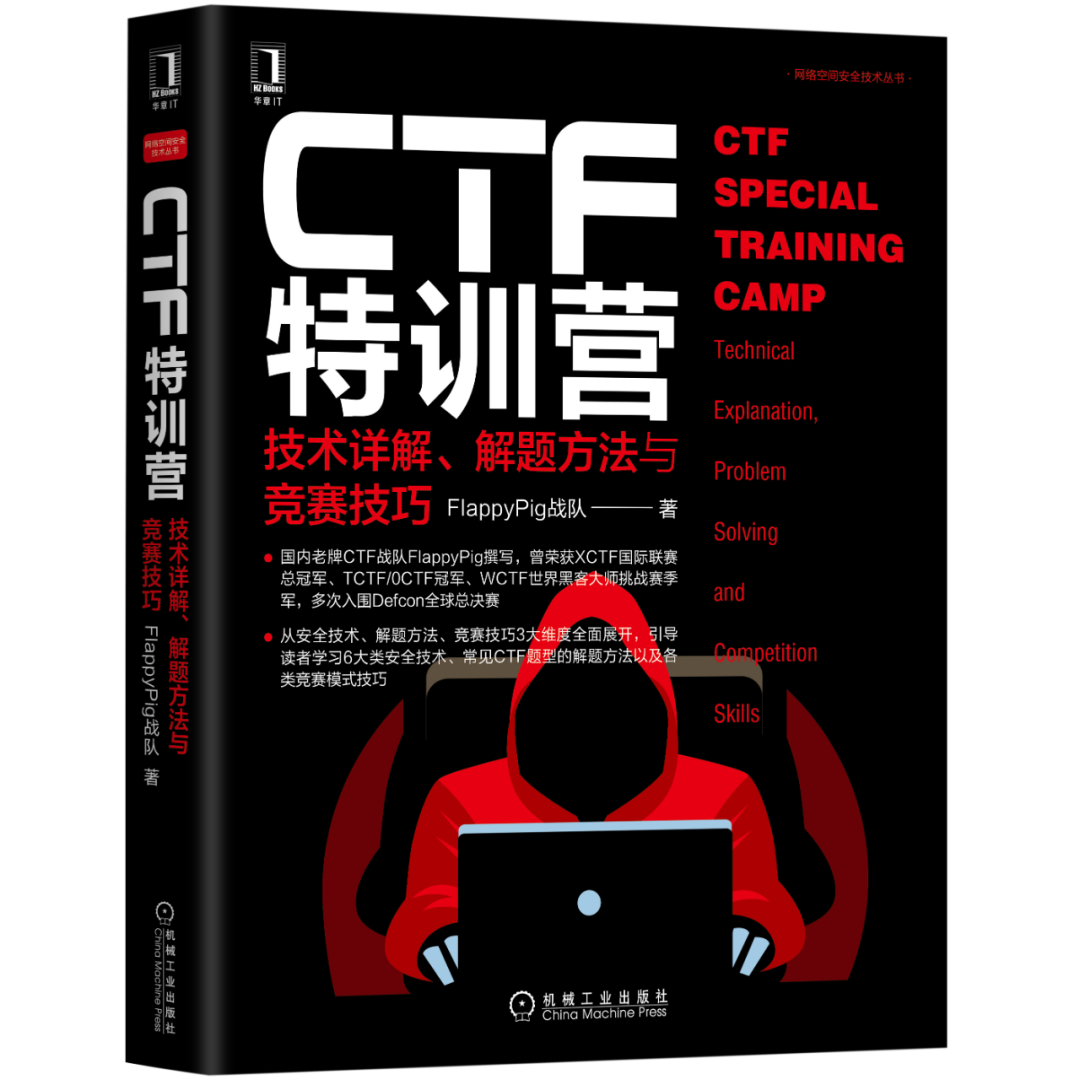 HZ BOOKS
华章 IT
网络空间安全
技术丛书
CTF特训营
技术详解、解题方法与
竞赛技巧
FlappyPig战队 著
机械工业出版社
China Machine Press
HZ BOOKS
华章 IT
·网络空间安全技术丛书·
CTF
特训营
技术详解、解题方法与
竞赛技巧
FlappyPig战队——著
● 国内老牌CTF战队FlappyPig撰写，曾荣获XCTF国际联赛
总冠军、TCTF/0CTF冠军、WCTF世界黑客大师挑战赛季
军，多次入围Defcon全球总决赛
● 从安全技术、解题方法、竞赛技巧3大维度全面展开，引导
读者学习6大类安全技术、常见CTF题型的解题方法以及各
类竞赛模式技巧
CTF
SPECIAL
TRAINING
CAMP
Technical
Explanation,
Problem
Solving
and
Competition
Skills
机械工业出版社
China Machine Press